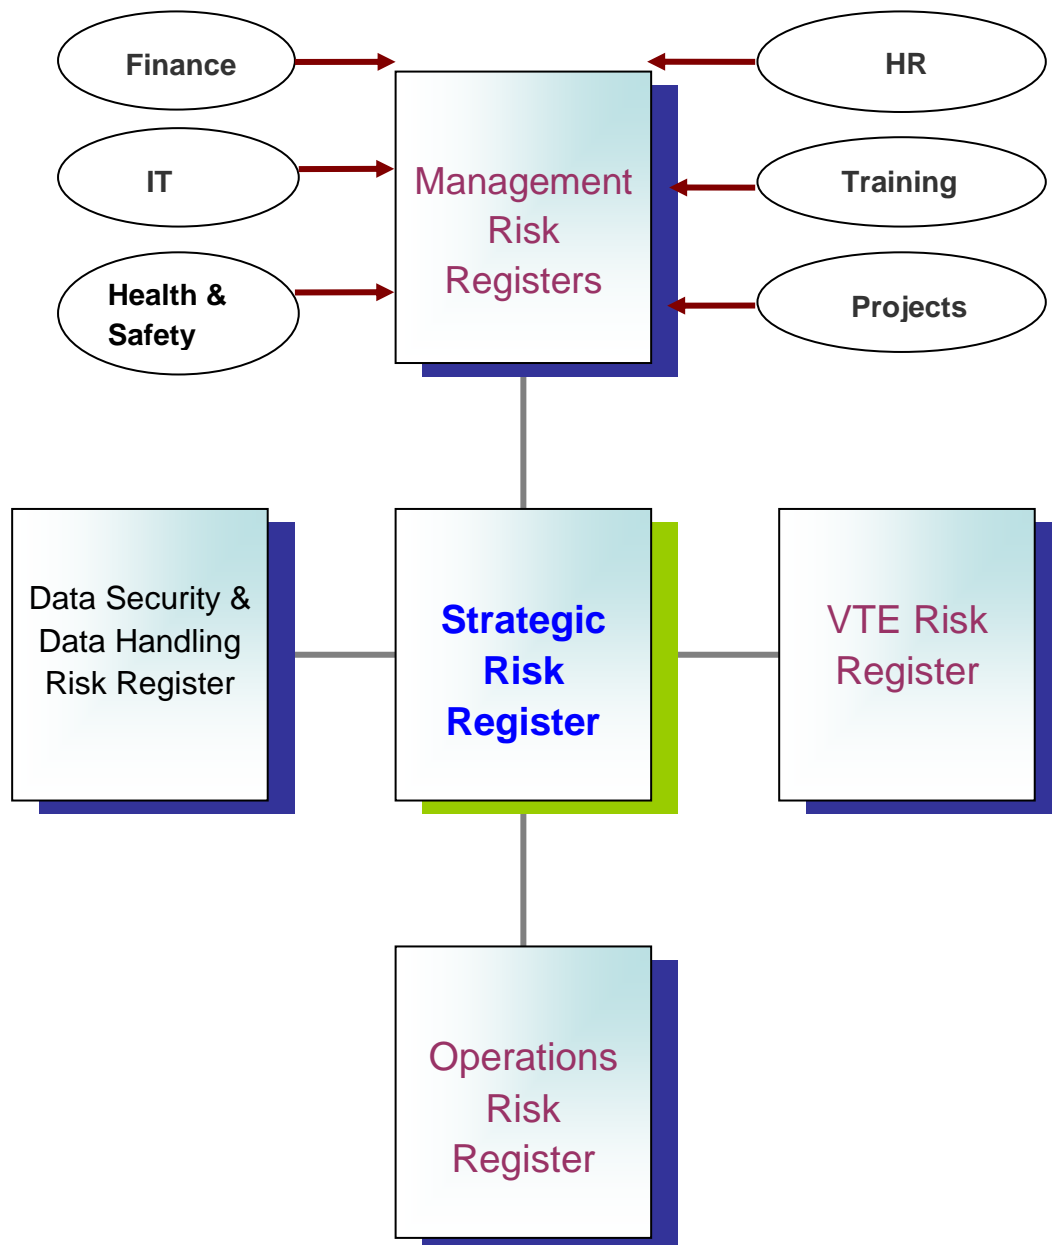 Finance
HR
IT
Management
Risk
Registers
Training
Health &
Safety
Projects
Data Security &
Data Handling
Risk Register
Strategic
Risk
Register
VTE Risk
Register
Operations
Risk
Register